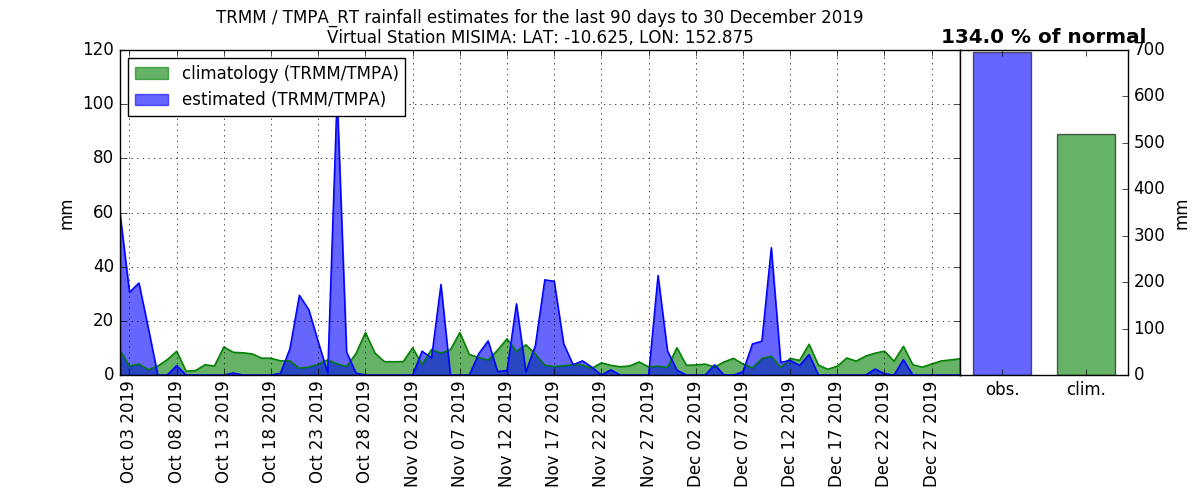 TRMM / TMPA_RT rainfall estimates for the last 90 days to 30 December 2019
Virtual Station MISIMA: LAT: -10.625, LON: 152.875
134.0 % of normal
climatology (TRMM/TMPA)
estimated (TRMM/TMPA)
120
100
80
60
40
20
0
mm
Oct 03 2019
Oct 08 2019
Oct 13 2019
Oct 18 2019
Oct 23 2019
Oct 28 2019
Nov 02 2019
Nov 07 2019
Nov 12 2019
Nov 17 2019
Nov 22 2019
Nov 27 2019
Dec 02 2019
Dec 07 2019
Dec 12 2019
Dec 17 2019
Dec 22 2019
Dec 27 2019
700
600
500
400
300
200
100
0
mm
obs.
clim.